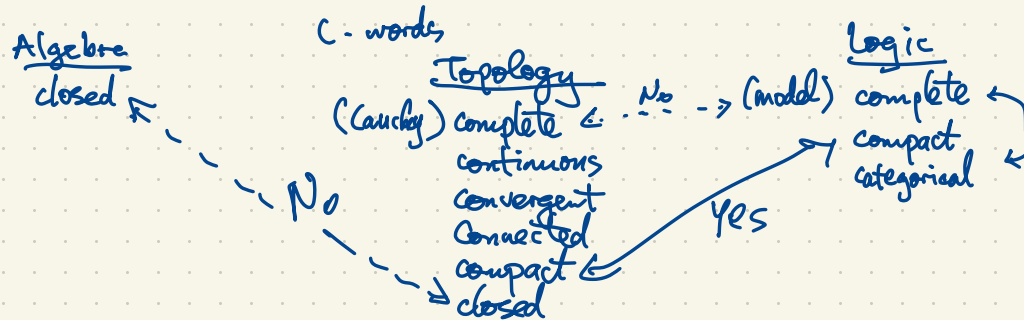 C-words
Algebra
closed
Topology
(Cauchy) complete
continuous
convergent
Connected
compact
closed
No
No
Yes
Logic
(model) complete
compact
categorical